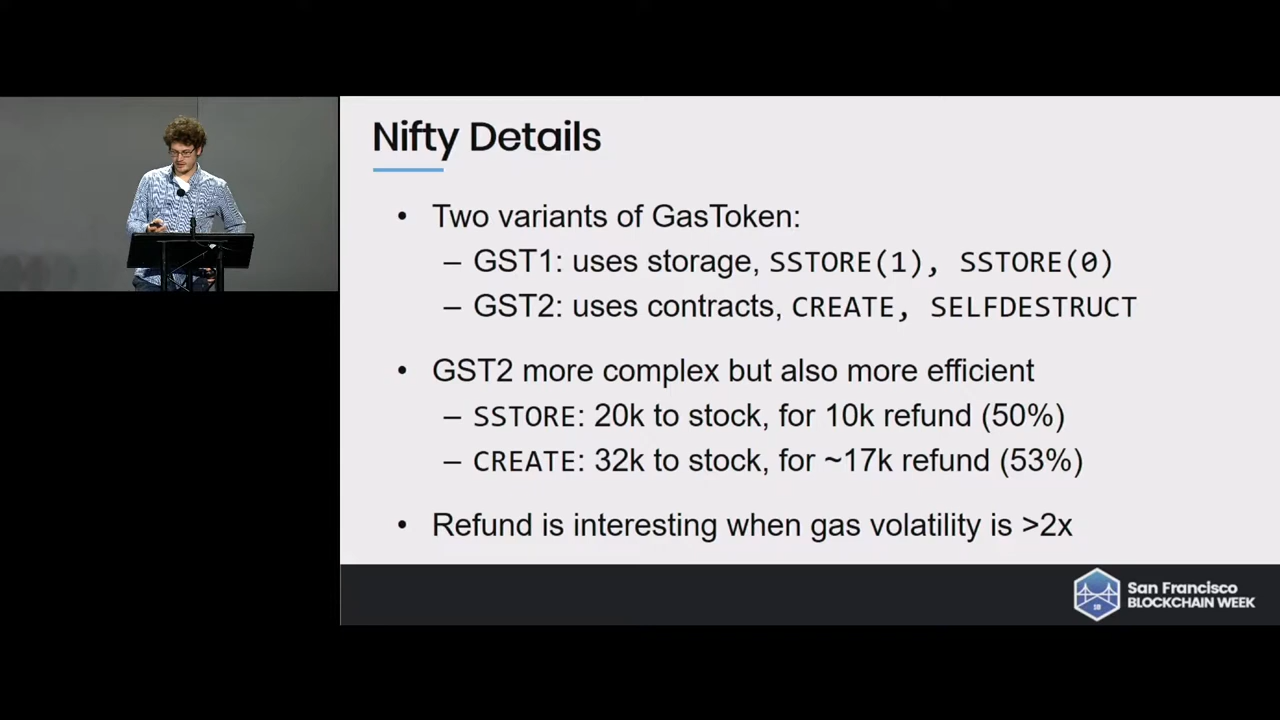 Nifty Details
• Two variants of GasToken:
– GST1: uses storage, SSTORE(1), SSTORE(0)
– GST2: uses contracts, CREATE, SELFDESTRUCT
• GST2 more complex but also more efficient
– SSTORE: 20k to stock, for 10k refund (50%)
– CREATE: 32k to stock, for ~17k refund (53%)
• Refund is interesting when gas volatility is >2x
San Francisco
BLOCKCHAIN WEEK